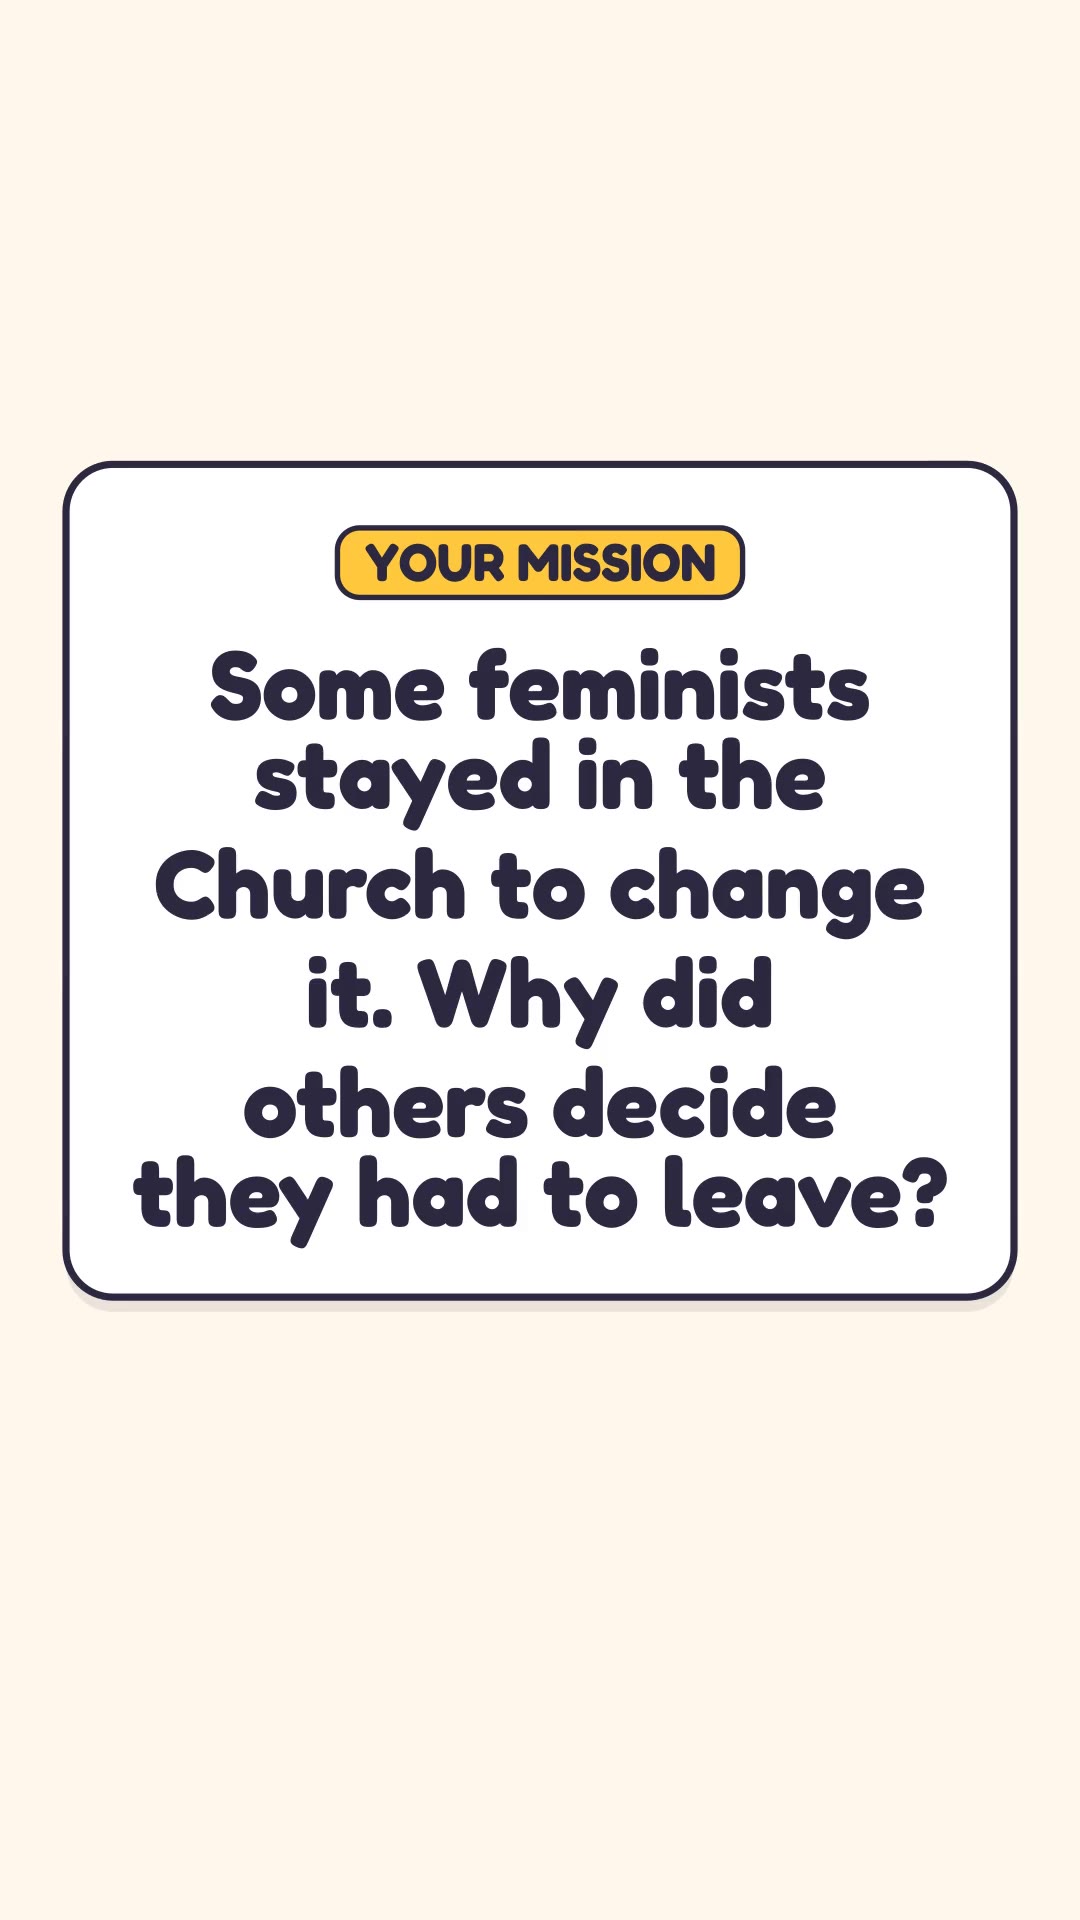 YOUR MISSION
Some feminists
stayed in the
Church to change
it. Why did
others decide
they had to leave?